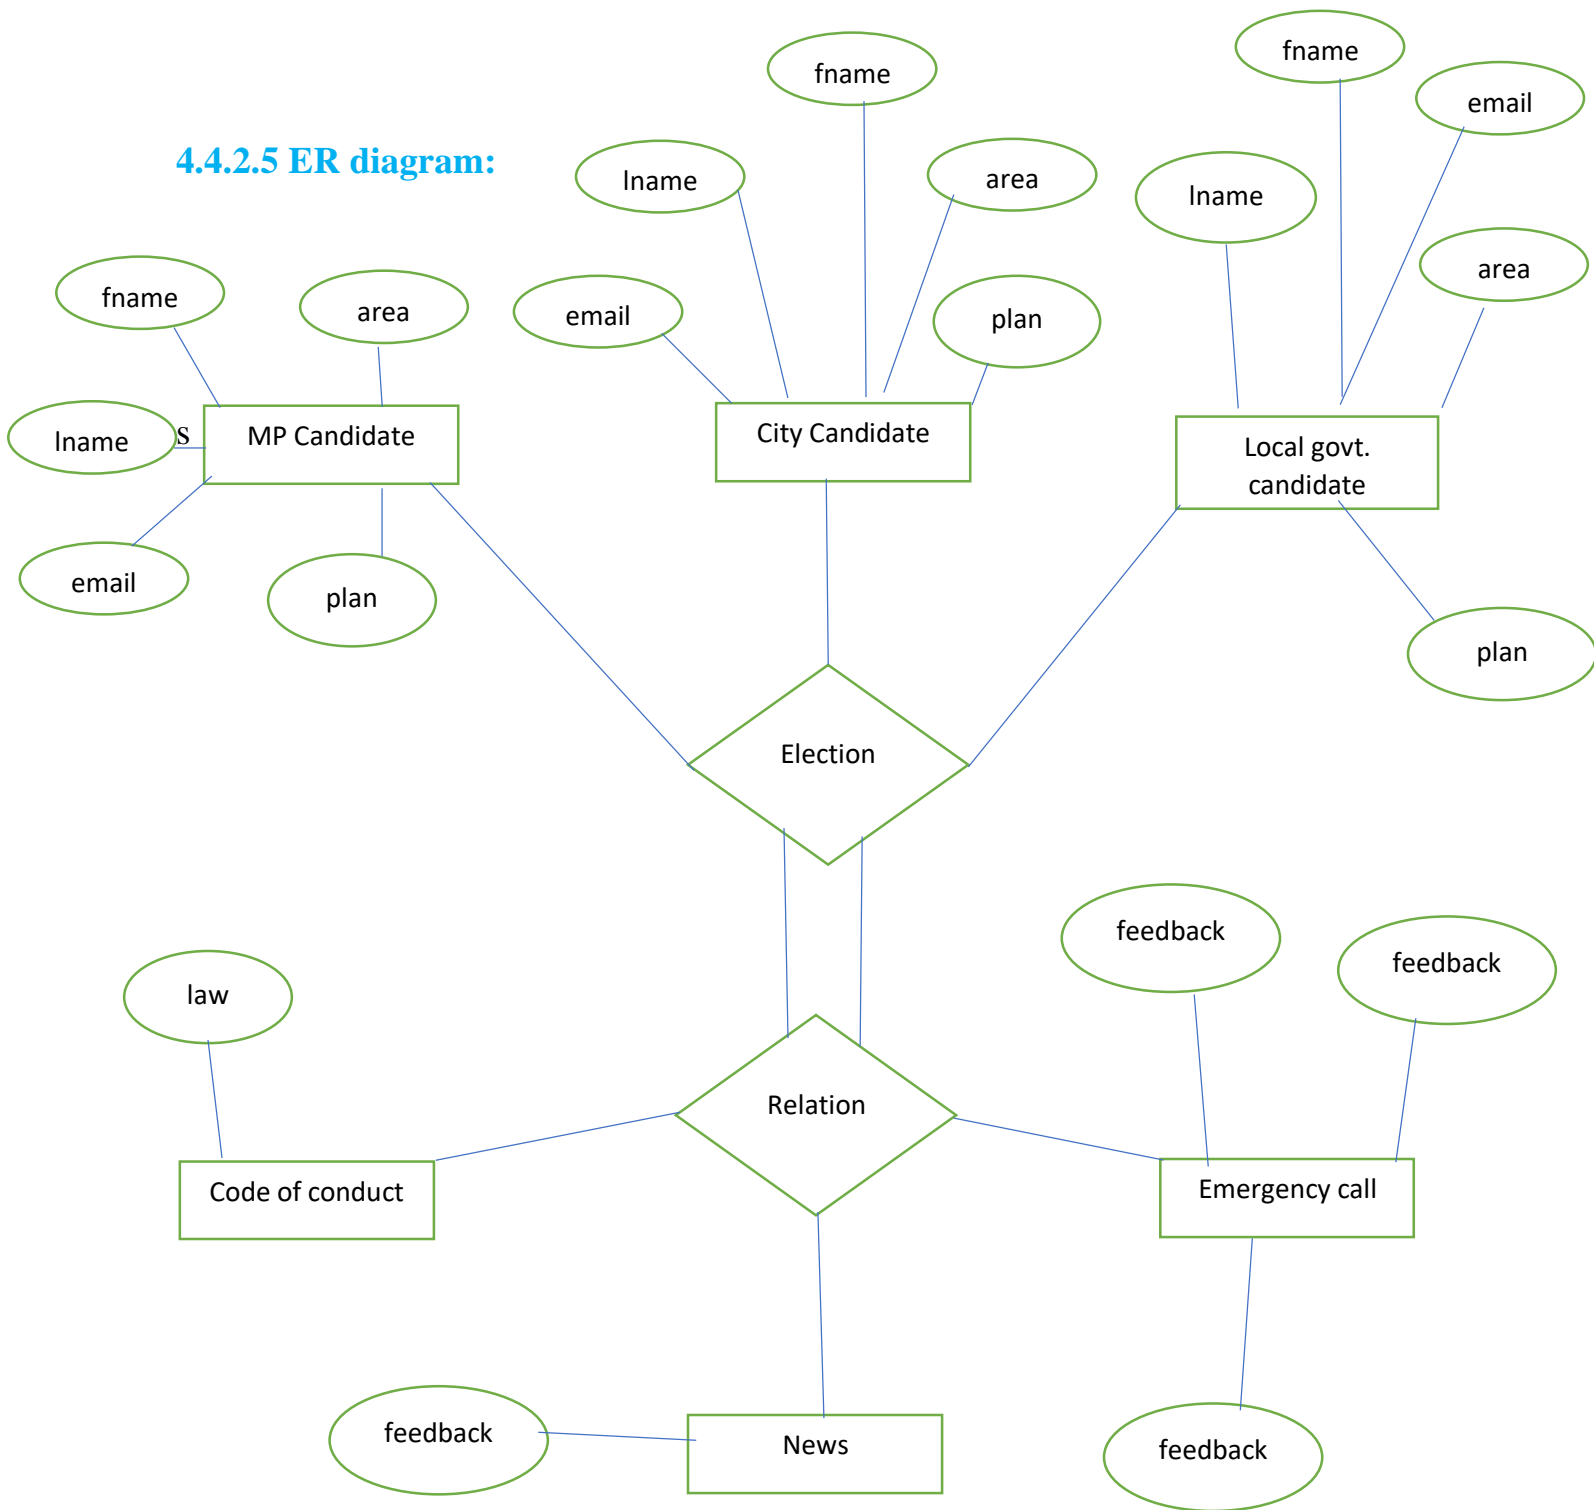 fname
fname
email
4.4.2.5 ER diagram:
lname
area
lname
fname
area
email
plan
area
lname
S
MP Candidate
City Candidate
Local govt.
candidate
email
plan
plan
Election
feedback
feedback
law
Relation
Code of conduct
Emergency call
feedback
News
feedback